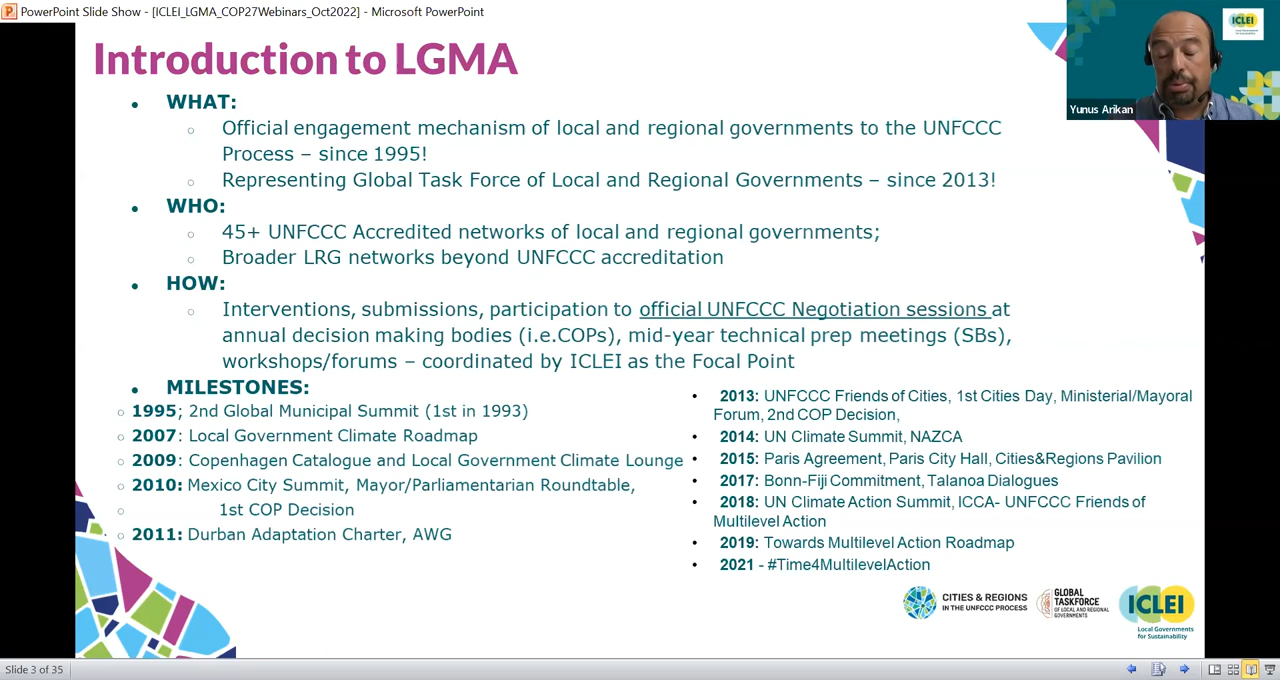 PowerPoint Slide Show - [ICLEI_LGMA_COP27Webinars_Oct2022] - Microsoft PowerPoint
Introduction to LGMA
WHAT:
Official engagement mechanism of local and regional governments to the UNFCCC
Process – since 1995!
Representing Global Task Force of Local and Regional Governments – since 2013!
WHO:
45+ UNFCCC Accredited networks of local and regional governments;
Broader LRG networks beyond UNFCCC accreditation
HOW:
Interventions, submissions, participation to official UNFCCC Negotiation sessions at
annual decision making bodies (i.e.COPs), mid-year technical prep meetings (SBs),
workshops/forums – coordinated by ICLEI as the Focal Point
MILESTONES:
1995; 2nd Global Municipal Summit (1st in 1993)
2007: Local Government Climate Roadmap
2009: Copenhagen Catalogue and Local Government Climate Lounge
2010: Mexico City Summit, Mayor/Parliamentarian Roundtable,
1st COP Decision
2011: Durban Adaptation Charter, AWG
2013: UNFCCC Friends of Cities, 1st Cities Day, Ministerial/Mayoral
Forum, 2nd COP Decision,
2014: UN Climate Summit, NAZCA
2015: Paris Agreement, Paris City Hall, Cities&Regions Pavilion
2017: Bonn-Fiji Commitment, Talanoa Dialogues
2018: UN Climate Action Summit, ICCA- UNFCCC Friends of
Multilevel Action
2019: Towards Multilevel Action Roadmap
2021 - #Time4MultilevelAction
CITIES & REGIONS
IN THE UNFCCC PROCESS
GLOBAL
TASKFORCE
OF LOCAL AND REGIONAL
GOVERNMENTS
ICLEI
Local Governments
for Sustainability
ICLEI
Local Governments
for Sustainability
Yunus Arikan
Slide 3 of 35